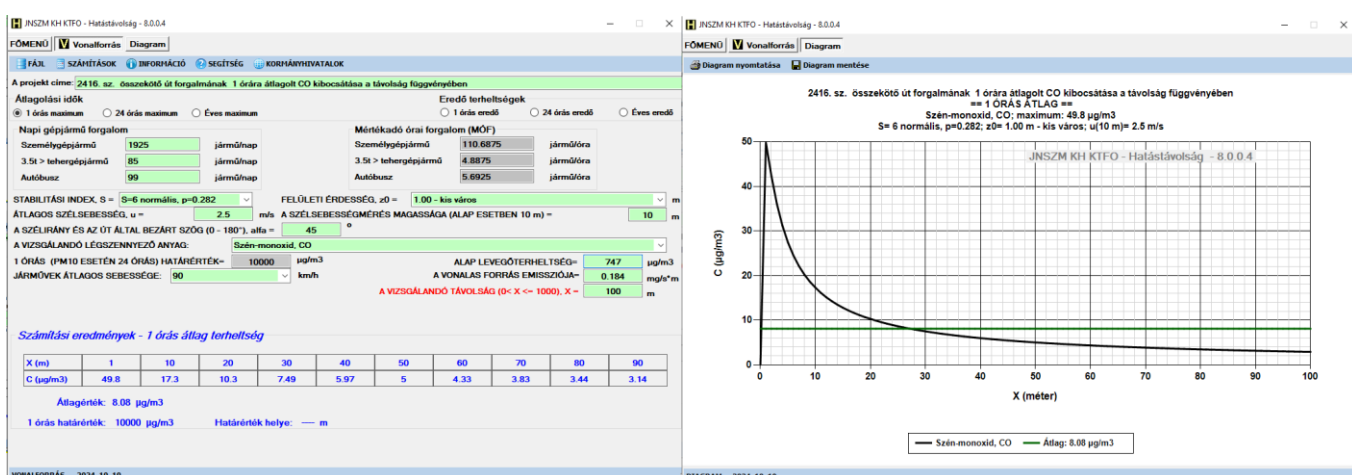 JNSZM KH KTFO - Hatástávolság - 8.0.0.4
FŐMENÜ V Vonalforrás Diagram
FÁJL SZÁMÍTÁSOK INFORMÁCIÓ SEGÍTSÉG KORMÁNYHIVATALOK
A projekt címe: 2416. sz. összekötő út forgalmának 1 órára átlagolt CO kibocsátása a távolság függvényében
Átlagolási idők
1 órás maximum 24 órás maximum Éves maximum
Eredő terheltségek
1 órás eredő 24 órás eredő Éves eredő
Napi gépjármű forgalom
Személygépjármű 1925 jármű/nap
3.5t > tehergépjármű 85 jármű/nap
Autóbusz 99 jármű/nap
Mértékadó órai forgalom (MÓF)
Személygépjármű 110.6875 jármű/óra
3.5t > tehergépjármű 4.8875 jármű/óra
Autóbusz 5.6925 jármű/óra
STABILITÁSI INDEX, S = S=6 normális, p=0.282 FELÜLETI ÉRDESSÉG, z0 = 1.00 - kis város m
ÁTLAGOS SZÉLSEBESSÉG, u = 2.5 m/s A SZÉLSEBESSÉGMÉRÉS MAGASSÁGA (ALAP ESETBEN 10 m) = 10 m
A SZÉLIRÁNY ÉS AZ ÚT ÁLTAL BEZÁRT SZÖG (0 - 180°), alfa = 45 °
A VIZSGÁLANDÓ LÉGSZENNYEZŐ ANYAG: Szén-monoxid, CO
1 ÓRÁS (PM10 ESETÉN 24 ÓRÁS) HATÁRÉRTÉK= 10000 µg/m3 ALAP LEVEGŐTERHELTSÉG= 747 µg/m3
JÁRMŰVEK ÁTLAGOS SEBESSÉGE: 90 km/h A VONALAS FORRÁS EMISSZIÓJA= 0.184 mg/s*m
A VIZSGÁLANDÓ TÁVOLSÁG (0< X <= 1000), X = 100 m
Számítási eredmények - 1 órás átlag terheltség
X (m) 1 10 20 30 40 50 60 70 80 90
C (µg/m3) 49.8 17.3 10.3 7.49 5.97 5 4.33 3.83 3.44 3.14
Átlagérték: 8.08 µg/m3
1 órás határérték: 10000 µg/m3 Határérték helye: --- m
VONALFORRÁS 2024-10-18
JNSZM KH KTFO - Hatástávolság - 8.0.0.4
FŐMENÜ V Vonalforrás Diagram
Diagram nyomtatása Diagram mentése
2416. sz. összekötő út forgalmának 1 órára átlagolt CO kibocsátása a távolság függvényében
== 1 ÓRÁS ÁTLAG ==
Szén-monoxid, CO; maximum: 49.8 µg/m3
S= 6 normális, p=0.282; z0= 1.00 m - kis város; u(10 m)= 2.5 m/s
JNSZM KH KTFO - Hatástávolság - 8.0.0.4
50
40
30
20
10
0
C (µg/m3)
0 10 20 30 40 50 60 70 80 90 100
X (méter)
Szén-monoxid, CO Átlag: 8.08 µg/m3